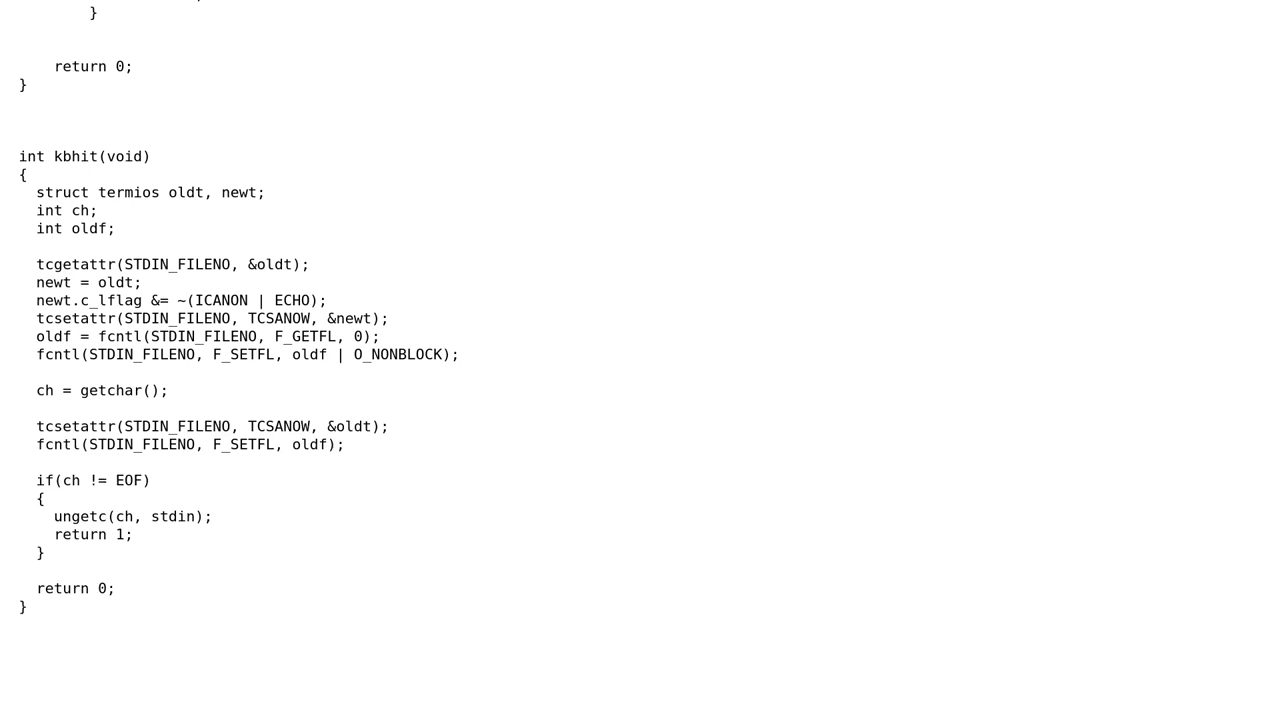 }
    return 0;
}
int kbhit(void)
{
  struct termios oldt, newt;
  int ch;
  int oldf;
  tcgetattr(STDIN_FILENO, &oldt);
  newt = oldt;
  newt.c_lflag &= ~(ICANON | ECHO);
  tcsetattr(STDIN_FILENO, TCSANOW, &newt);
  oldf = fcntl(STDIN_FILENO, F_GETFL, 0);
  fcntl(STDIN_FILENO, F_SETFL, oldf | O_NONBLOCK);
  ch = getchar();
  tcsetattr(STDIN_FILENO, TCSANOW, &oldt);
  fcntl(STDIN_FILENO, F_SETFL, oldf);
  if(ch != EOF)
  {
    ungetc(ch, stdin);
    return 1;
  }
  return 0;
}